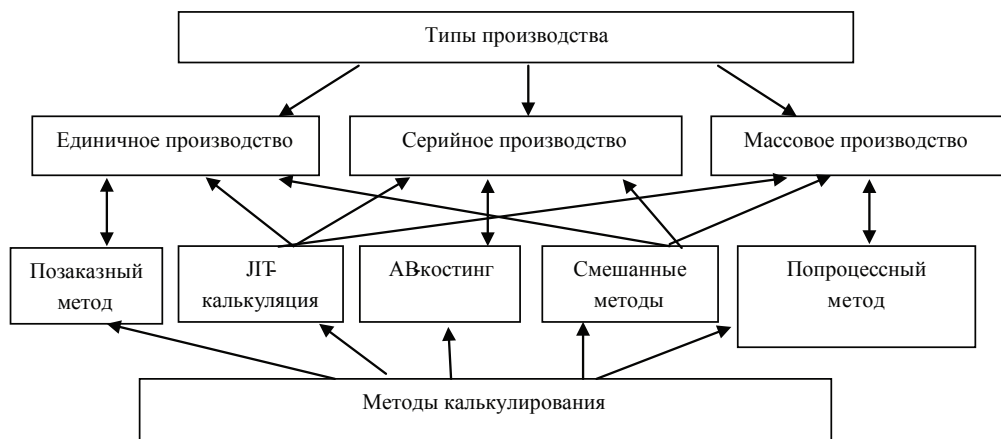 Типы производства
Единичное производство
Серийное производство
Массовое производство
Позаказный
метод
JIT-
калькуляция
АВ-костинг
Смешанные
методы
Попроцессный
метод
Методы калькулирования